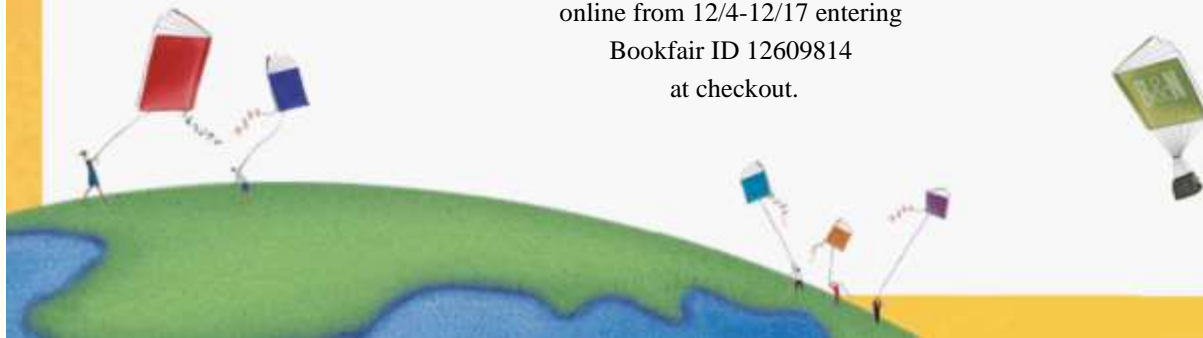 online from 12/4-12/17 entering
Bookfair ID 12609814
at checkout.
B&N